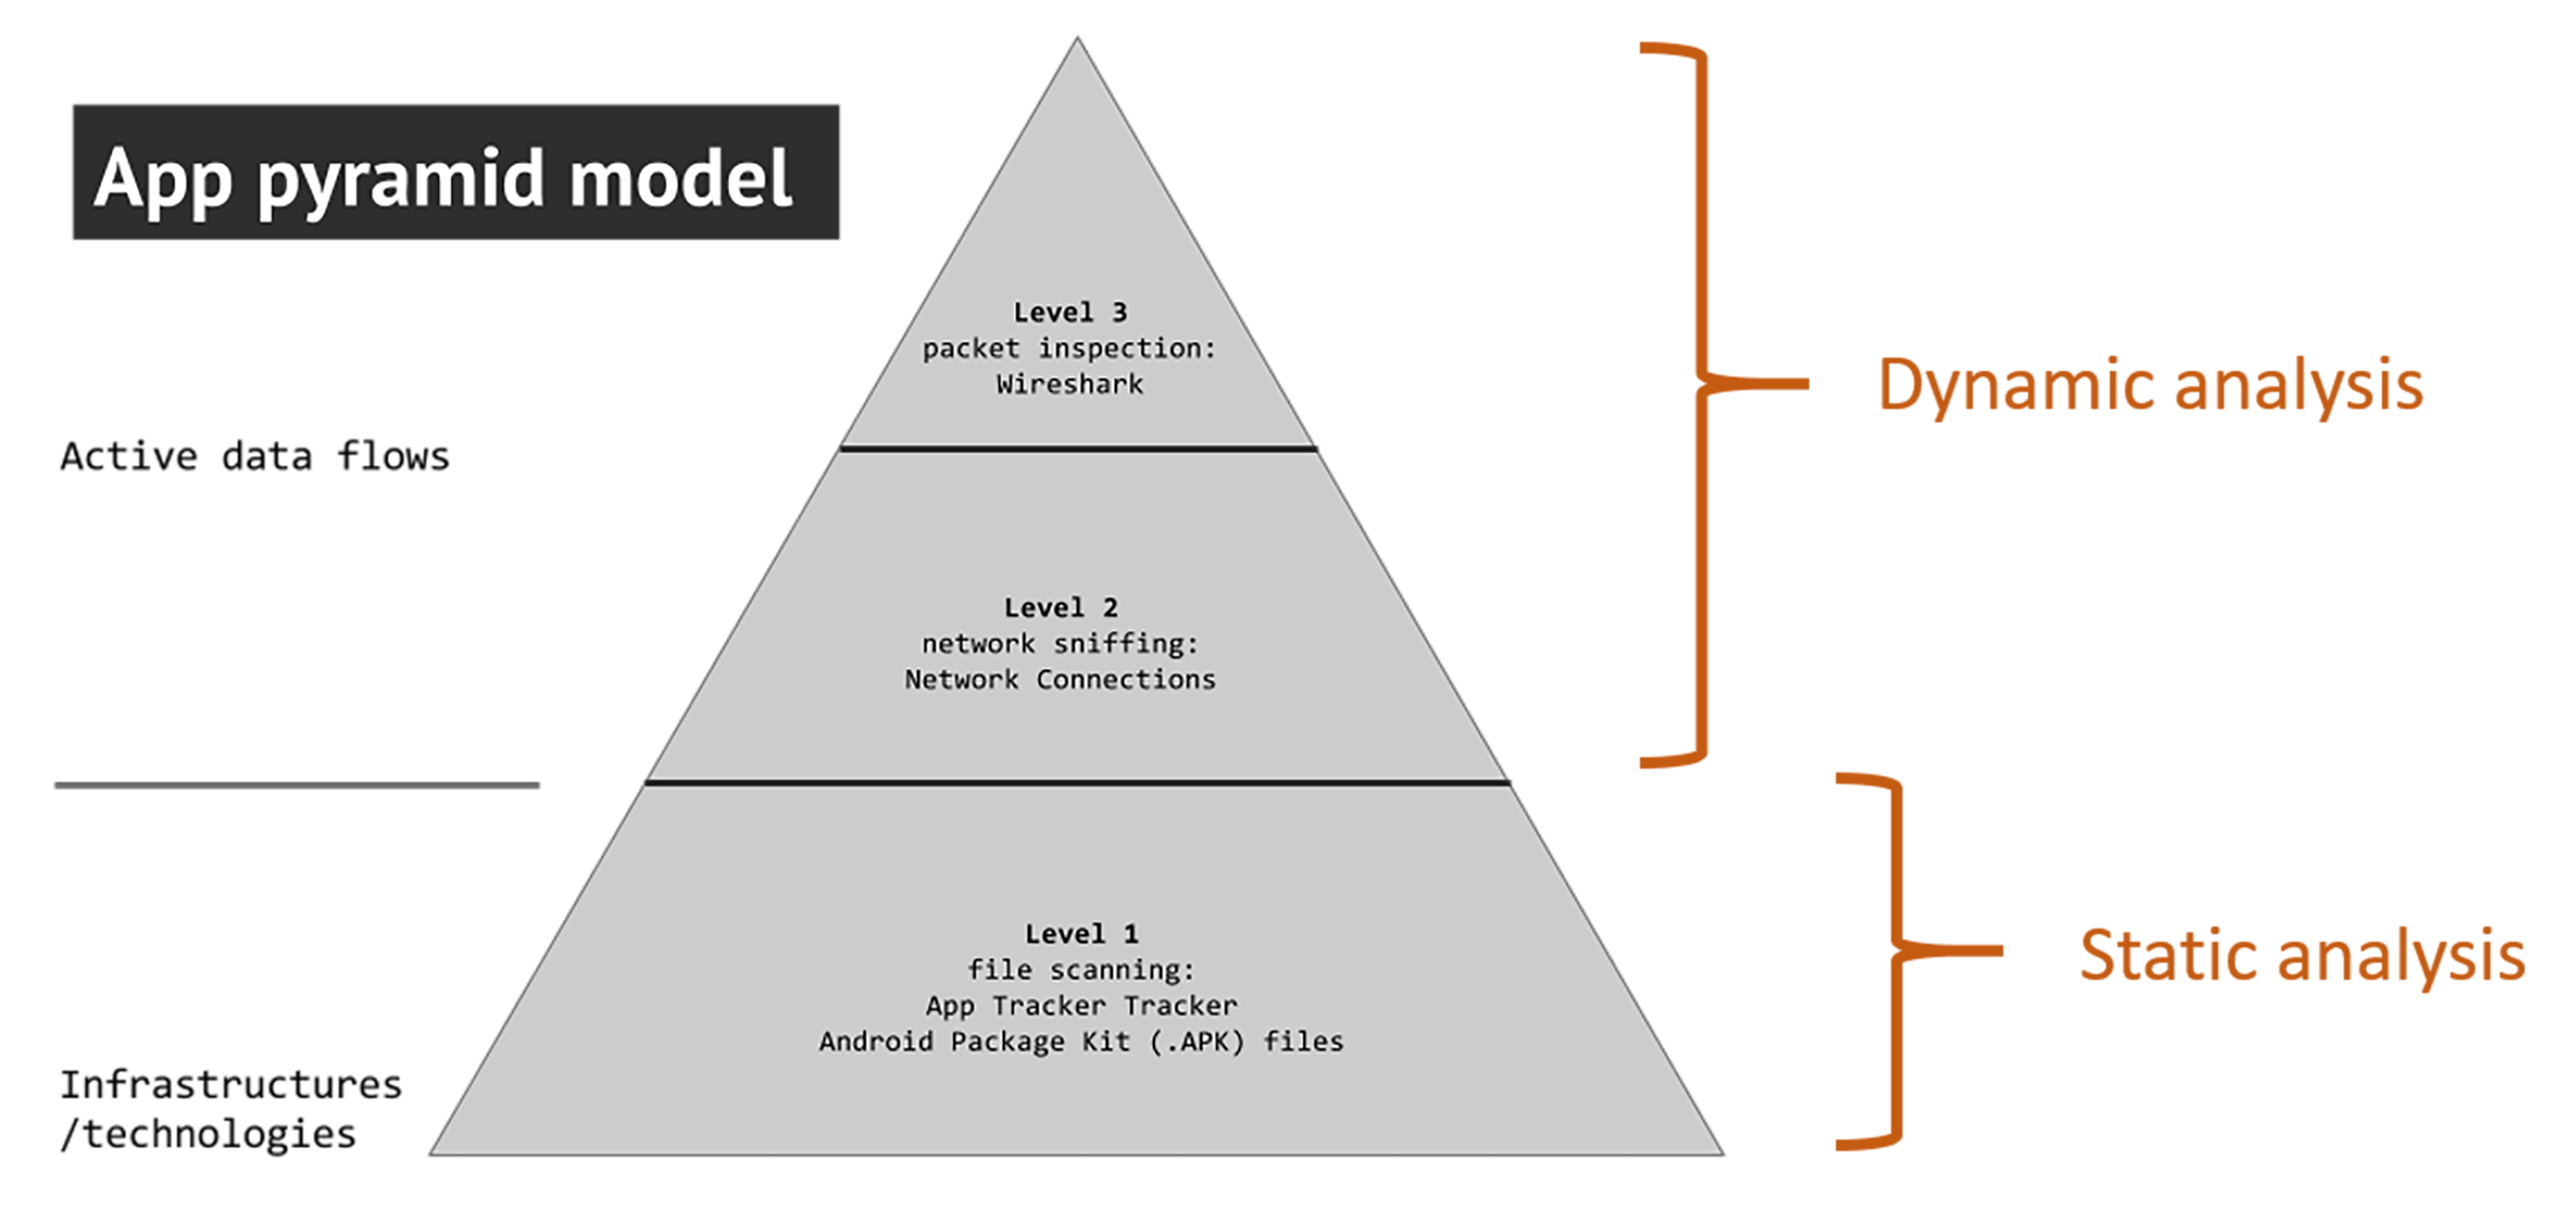 App pyramid model
Level 3
packet inspection:
Wireshark
Dynamic analysis
Active data flows
Level 2
network sniffing:
Network Connections
Level 1
file scanning:
App Tracker Tracker
Android Package Kit (.APK) files
Static analysis
Infrastructures
/technologies